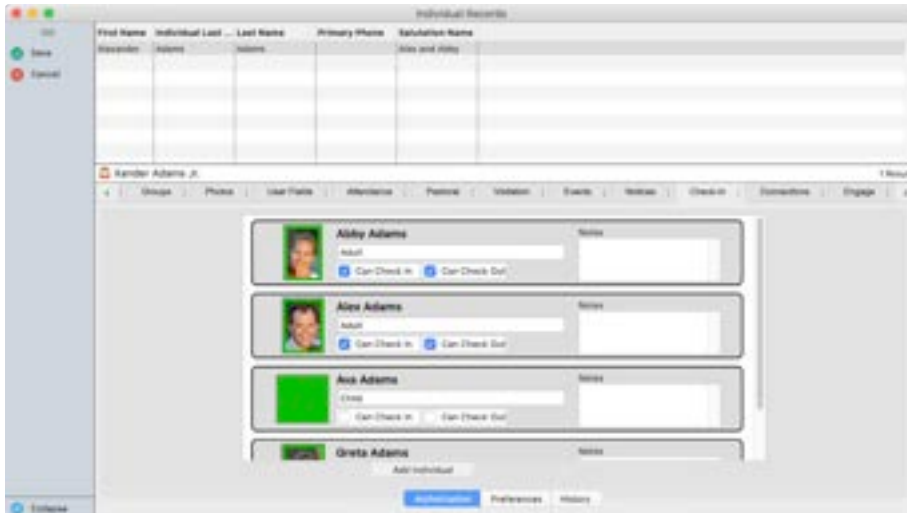 Individual Records
Save
Cancel
First Name Individual Last ... Last Name Primary Phone Salutation Name
Alexander Adams Adams Alex and Abby
Xander Adams Jr.
1 Resul
Groups Photos User Fields Attendance Pastoral Visitation Events Notices Check-In Connections Engage
Abby Adams
Notes
Adult
Can Check In Can Check Out
Alex Adams
Notes
Adult
Can Check In Can Check Out
Ava Adams
Notes
Child
Can Check In Can Check Out
Greta Adams
Notes
Add Individual
Authorization Preferences History
Collapse